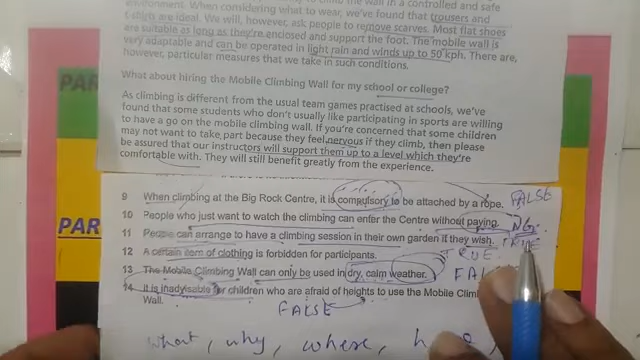 environment. When considering what to wear, we've found that trousers and
t-shirts are ideal. We will, however, ask people to remove scarves. Most flat shoes
are suitable as long as they're enclosed and support the foot. The mobile wall is
very adaptable and can be operated in light rain and winds up to 50 kph. There are,
however, particular measures that we take in such conditions.
What about hiring the Mobile Climbing Wall for my school or college?
As climbing is different from the usual team games practised at schools, we've
found that some students who don't usually like participating in sports are willing
to have a go on the mobile climbing wall. If you're concerned that some children
may not want to take part because they feel nervous if they climb, then please
be assured that our instructors will support them up to a level which they're
comfortable with. They will still benefit greatly from the experience.
PAR
PAR
9 When climbing at the Big Rock Centre, it is compulsory to be attached by a rope. FALSE
10 People who just want to watch the climbing can enter the Centre without paying. NG
11 People can arrange to have a climbing session in their own garden if they wish. TRUE
12 A certain item of clothing is forbidden for participants. TRUE
13 The Mobile Climbing Wall can only be used in dry, calm weather. FALS
14 It is inadvisable for children who are afraid of heights to use the Mobile Climbi
Wall. FALSE
What, why, where,